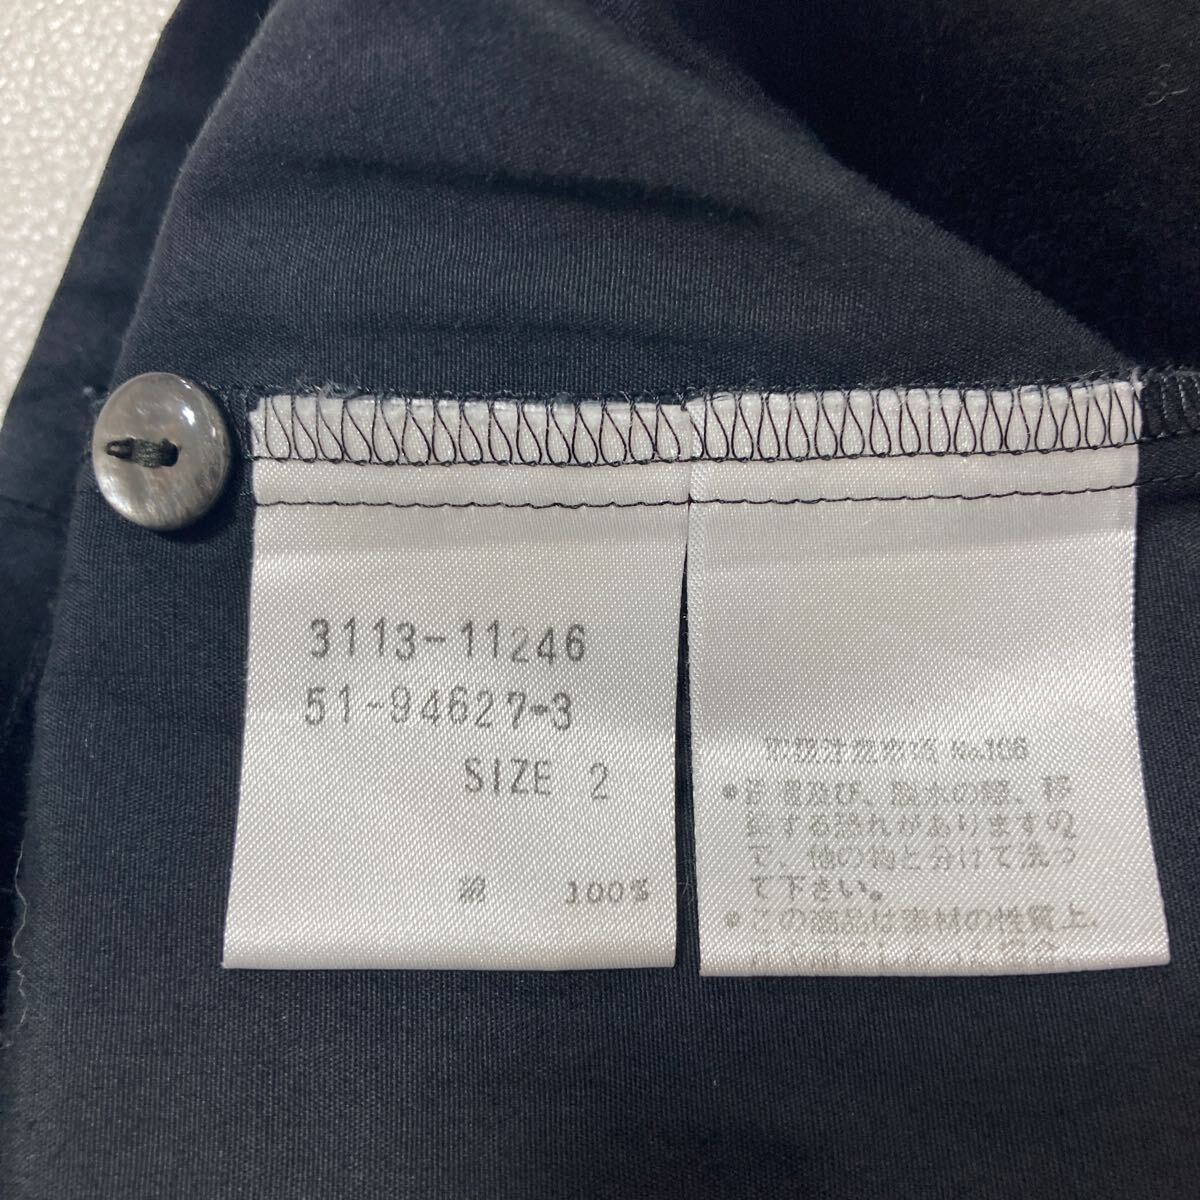 3113-11246
51-94627-3
SIZE 2
綿 100%
取扱注意事項 No.106
•洗濯及び、脱水の際、移
染する恐れがありますの
で、他の物と分けて洗っ
て下さい。
•この商品は素材の性質上、